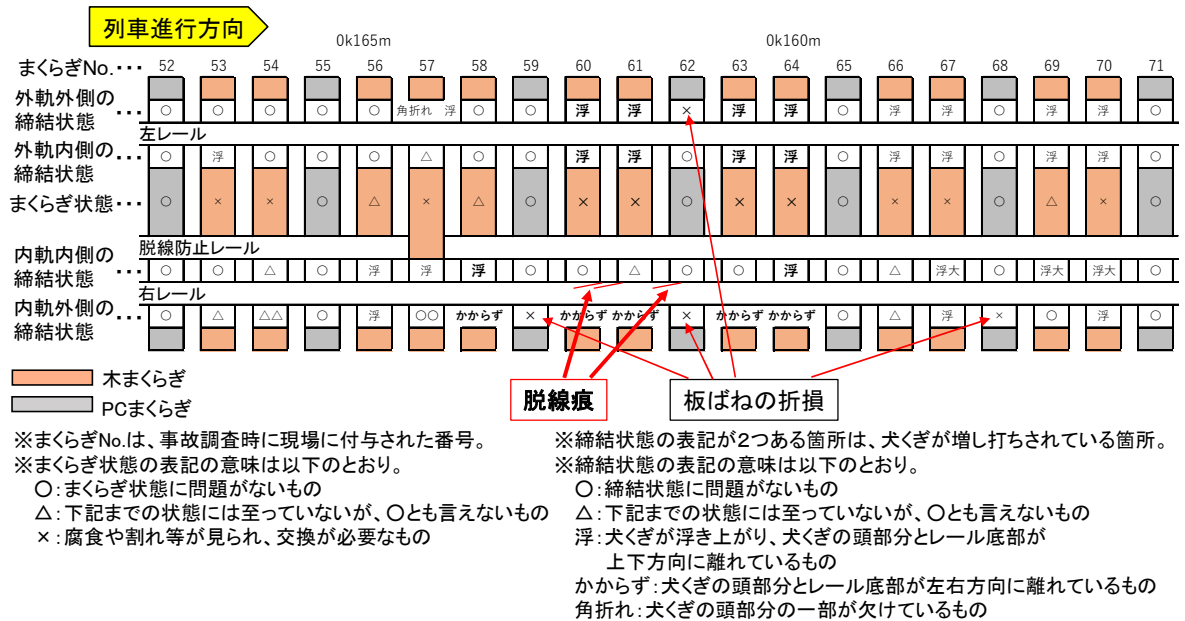 列車進行方向
0k165m 0k160m
まくらぎNo.・・・ 52 53 54 55 56 57 58 59 60 61 62 63 64 65 66 67 68 69 70 71
外軌外側の締結状態 ・・・ ○ ○ ○ ○ ○ 角折れ 浮 ○ ○ 浮 浮 × 浮 浮 ○ 浮 浮 ○ 浮 浮 ○
左レール
外軌内側の締結状態 ・・・ ○ 浮 ○ ○ ○ △ ○ ○ 浮 浮 ○ 浮 浮 ○ 浮 浮 ○ 浮 浮 ○
まくらぎ状態・・・ ○ × × ○ △ × △ ○ × × ○ × × ○ × × ○ △ × ○
脱線防止レール
内軌内側の締結状態 ・・・ ○ ○ △ ○ 浮 浮 浮 ○ ○ △ ○ ○ 浮 ○ △ 浮大 ○ 浮大 浮大 ○
右レール
内軌外側の締結状態 ・・・ ○ △ △△ ○ 浮 ○○ かからず × かからず かからず × かからず かからず ○ △ 浮 × ○ 浮 ○
脱線痕 板ばねの折損
木まくらぎ
PCまくらぎ
※まくらぎNo.は、事故調査時に現場に付与された番号。
※まくらぎ状態の表記の意味は以下のとおり。
○:まくらぎ状態に問題がないもの
△:下記までの状態には至っていないが、○とも言えないもの
×:腐食や割れ等が見られ、交換が必要なもの
※締結状態の表記が2つある箇所は、犬くぎが増し打ちされている箇所。
※締結状態の表記の意味は以下のとおり。
○:締結状態に問題がないもの
△:下記までの状態には至っていないが、○とも言えないもの
浮:犬くぎが浮き上がり、犬くぎの頭部分とレール底部が
上下方向に離れているもの
かからず:犬くぎの頭部分とレール底部が左右方向に離れているもの
角折れ:犬くぎの頭部分の一部が欠けているもの